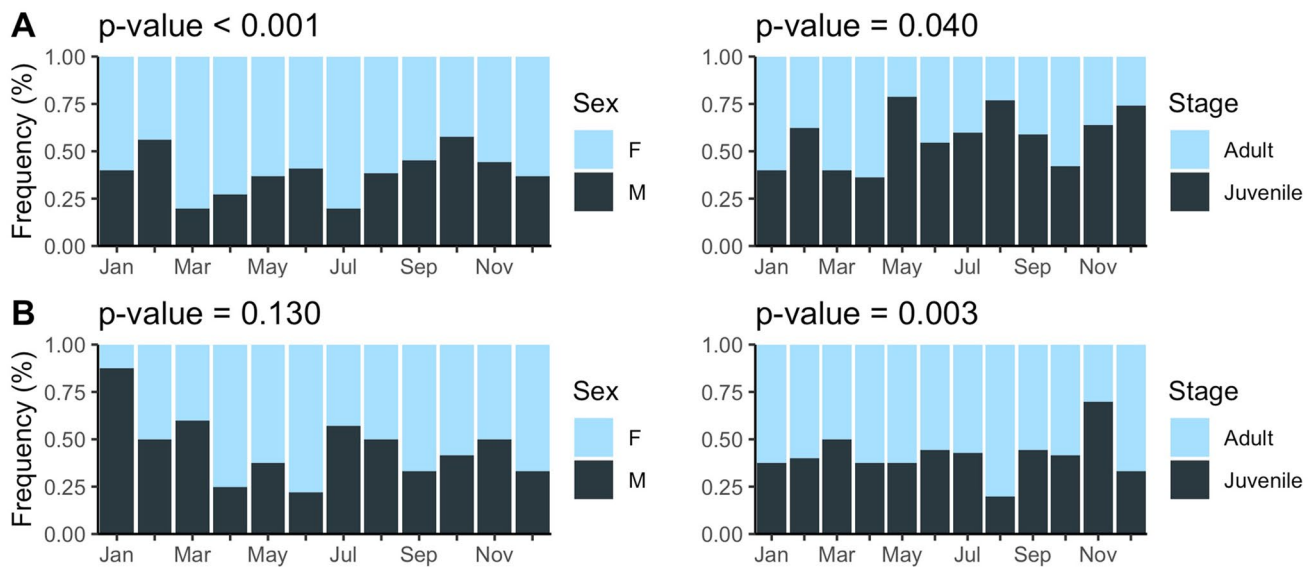 A p-value < 0.001 p-value = 0.040
Frequency (%)
1.00
0.75
0.50
0.25
0.00
Jan Mar May Jul Sep Nov
Sex
F
M
1.00
0.75
0.50
0.25
0.00
Jan Mar May Jul Sep Nov
Stage
Adult
Juvenile
B p-value = 0.130 p-value = 0.003
Frequency (%)
1.00
0.75
0.50
0.25
0.00
Jan Mar May Jul Sep Nov
Sex
F
M
1.00
0.75
0.50
0.25
0.00
Jan Mar May Jul Sep Nov
Stage
Adult
Juvenile